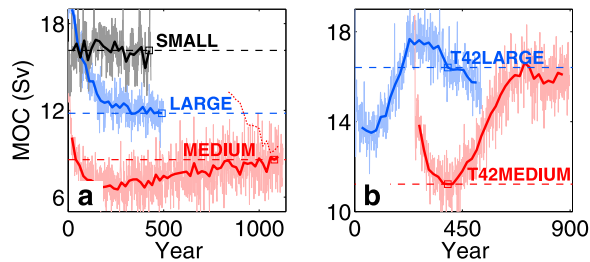 MOC (Sv)
18
12
6
SMALL
LARGE
MEDIUM
a
0
500
1000
Year
18
16
14
10
T42LARGE
T42MEDIUM
b
0
450
900
Year